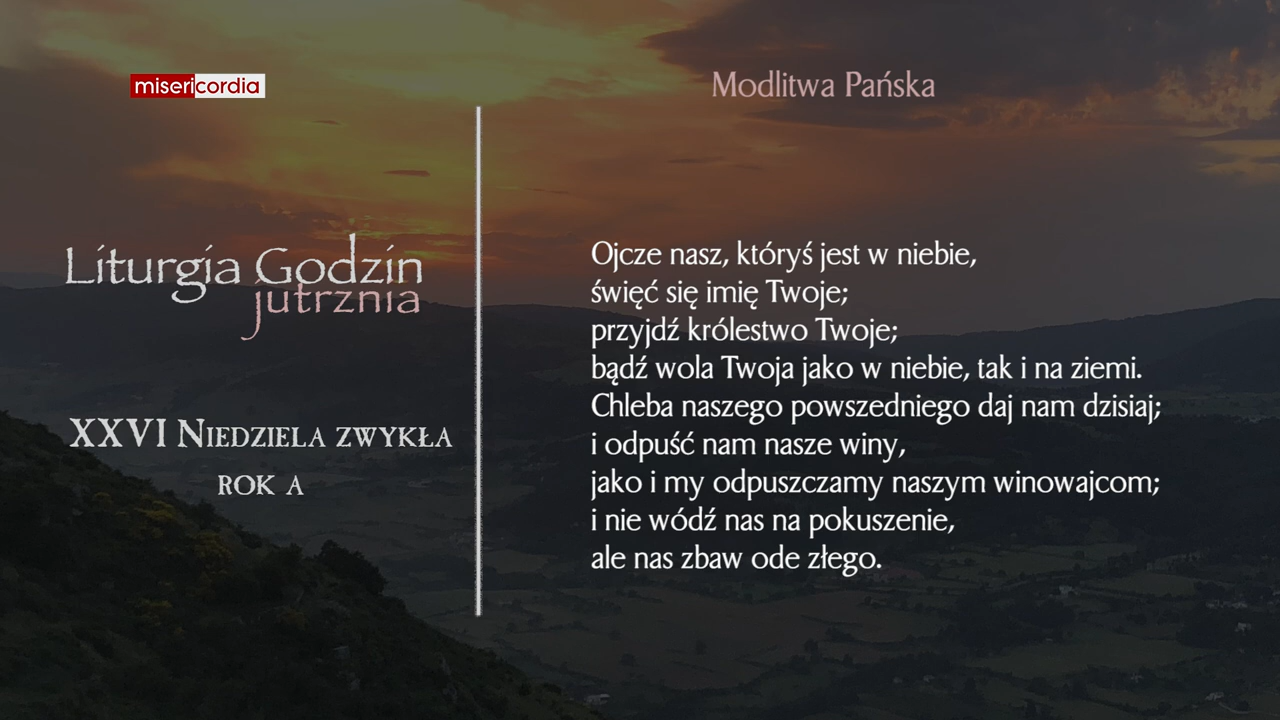 misericordia
Liturgia Godzin
jutrznia
XXVI Niedziela zwykła
rok A
Modlitwa Pańska
Ojcze nasz, któryś jest w niebie,
święć się imię Twoje;
przyjdź królestwo Twoje;
bądź wola Twoja jako w niebie, tak i na ziemi.
Chleba naszego powszedniego daj nam dzisiaj;
i odpuść nam nasze winy,
jako i my odpuszczamy naszym winowajcom;
i nie wódź nas na pokuszenie,
ale nas zbaw ode złego.